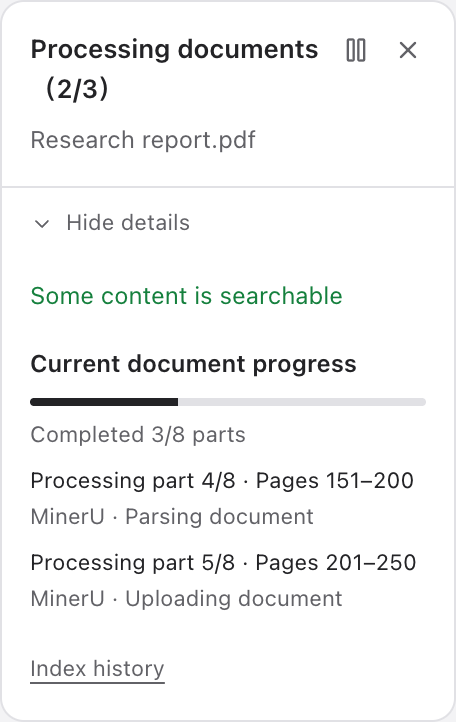 Processing documents
（2/3）
Research report.pdf
Hide details
Some content is searchable
Current document progress
Completed 3/8 parts
Processing part 4/8 · Pages 151–200
MinerU · Parsing document
Processing part 5/8 · Pages 201–250
MinerU · Uploading document
Index history